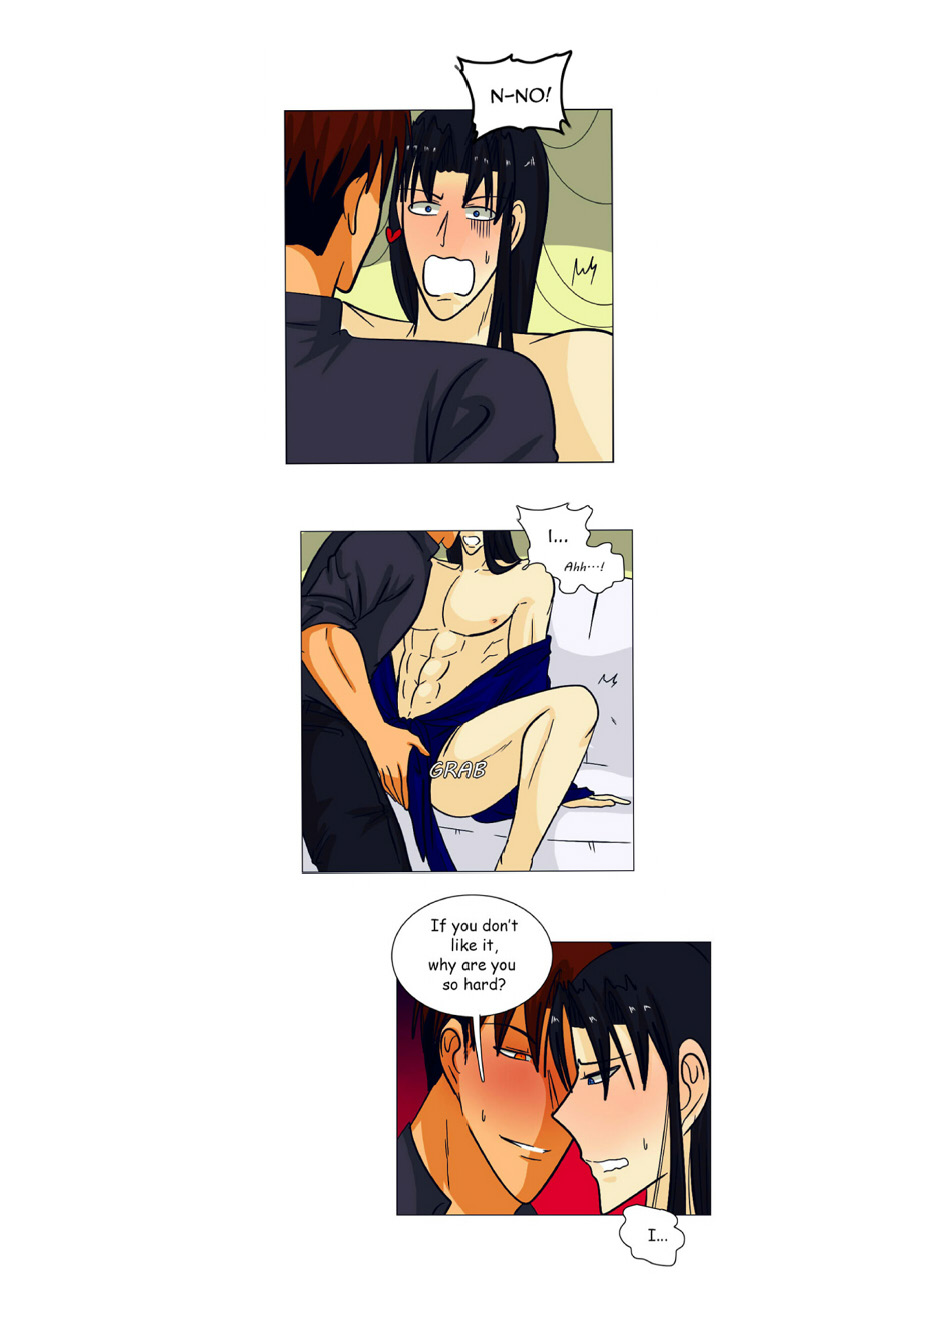 N-NO!
I...
Ahh...!
GRAB
If you don't
like it,
why are you
so hard?
I...